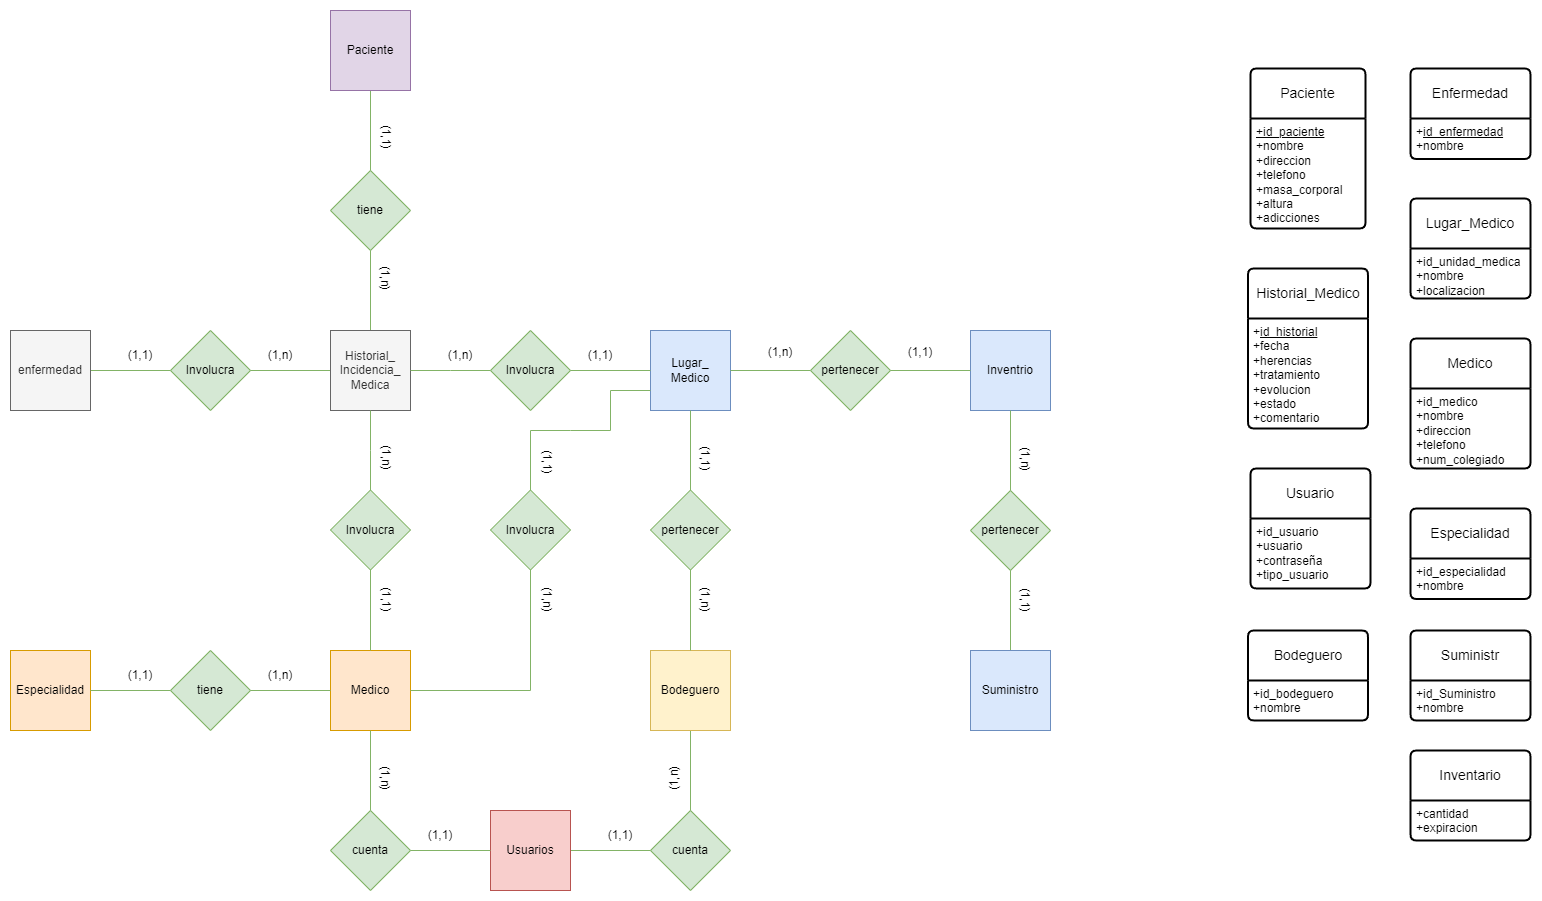 Paciente
(1,1)
tiene
(1,n)
enfermedad
(1,1)
Involucra
(1,n)
Historial_
Incidencia_
Medica
(1,n)
Involucra
(1,1)
Lugar_
Medico
(1,n)
pertenecer
(1,1)
Inventrio
(1,n)
(1,1)
(1,1)
(1,n)
Involucra
Involucra
pertenecer
pertenecer
(1,1)
(1,n)
(1,n)
(1,1)
Especialidad
(1,1)
tiene
(1,n)
Medico
Bodeguero
Suministro
(1,n)
(1,n)
cuenta
(1,1)
Usuarios
(1,1)
cuenta
Paciente
+id_paciente
+nombre
+direccion
+telefono
+masa_corporal
+altura
+adicciones
Enfermedad
+id_enfermedad
+nombre
Lugar_Medico
+id_unidad_medica
+nombre
+localizacion
Historial_Medico
+id_historial
+fecha
+herencias
+tratamiento
+evolucion
+estado
+comentario
Medico
+id_medico
+nombre
+direccion
+telefono
+num_colegiado
Usuario
+id_usuario
+usuario
+contraseña
+tipo_usuario
Especialidad
+id_especialidad
+nombre
Bodeguero
+id_bodeguero
+nombre
Suministr
+id_Suministro
+nombre
Inventario
+cantidad
+expiracion